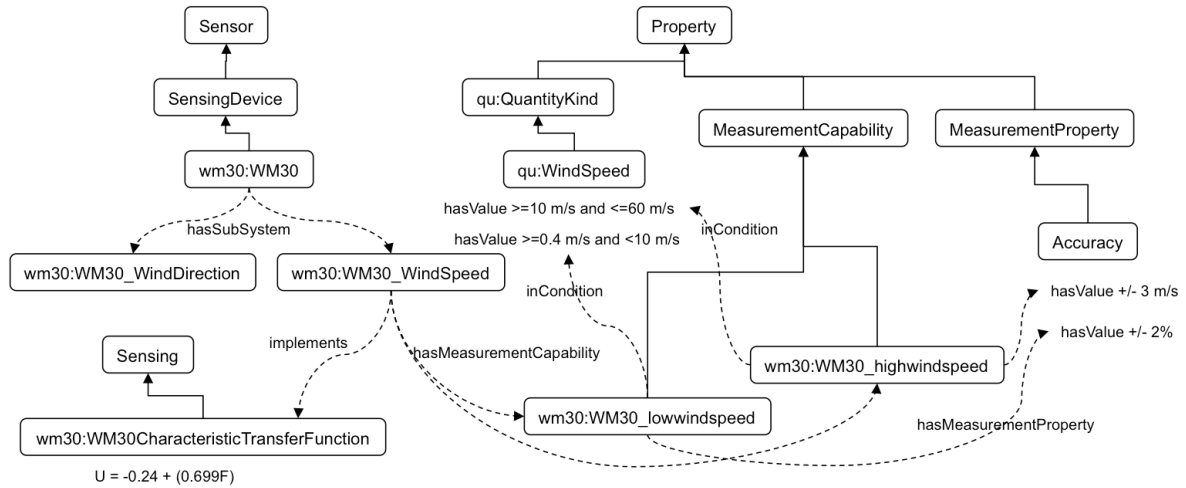 Sensor
Property
SensingDevice
qu:QuantityKind
MeasurementCapability
MeasurementProperty
wm30:WM30
qu:WindSpeed
hasValue >=10 m/s and <=60 m/s
hasSubSystem
inCondition
hasValue >=0.4 m/s and <10 m/s
Accuracy
wm30:WM30_WindDirection
wm30:WM30_WindSpeed
inCondition
hasValue +/- 3 m/s
hasValue +/- 2%
implements
Sensing
hasMeasurementCapability
wm30:WM30_highwindspeed
wm30:WM30_lowwindspeed
hasMeasurementProperty
wm30:WM30CharacteristicTransferFunction
U = -0.24 + (0.699F)